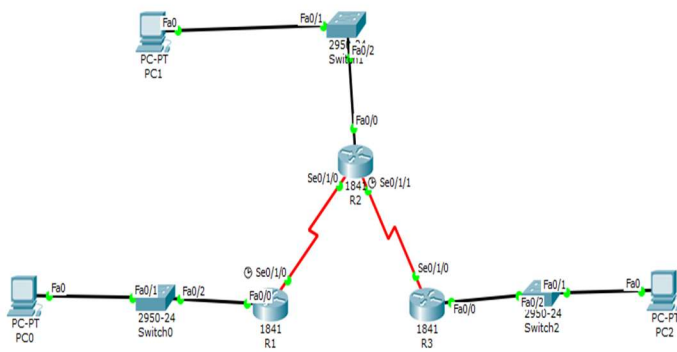 Fa0
Fa0/1
2950-24
Switch1
Fa0/2
PC-PT
PC1
Fa0/0
Se0/1/0
Se0/1/1
1841
R2
Se0/1/0
Se0/1/0
Fa0
Fa0/1
Fa0/2
Fa0/0
PC-PT
PC0
2950-24
Switch0
1841
R1
1841
R3
Fa0/0
Fa0/2
Fa0/1
2950-24
Switch2
Fa0
PC-PT
PC2